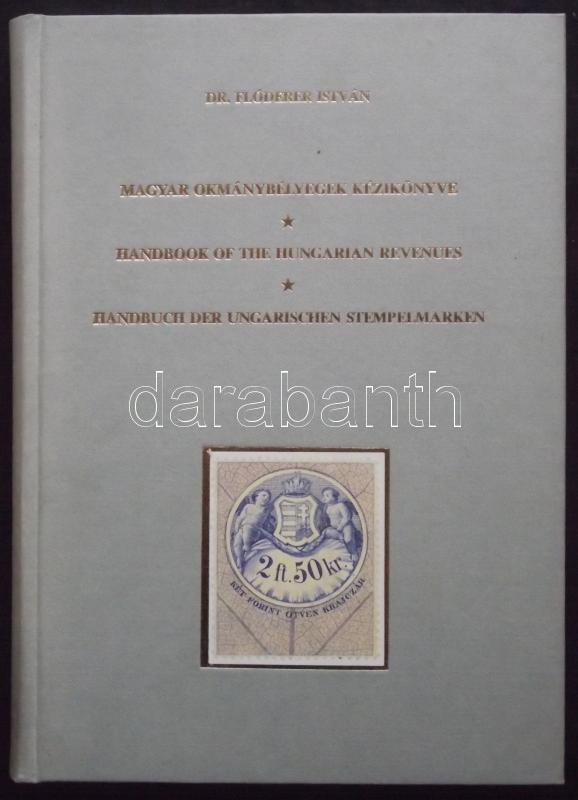 DR. FLÓDERER ISTVÁN
MAGYAR OKMÁNYBÉLYEGEK KÉZIKÖNYVE
★
HANDBOOK OF THE HUNGARIAN REVENUES
★
HANDBUCH DER UNGARISCHEN STEMPELMARKEN
darabanth
2 ft. 50 kr.
KÉT FORINT ÖTVEN KRAJCZÁR